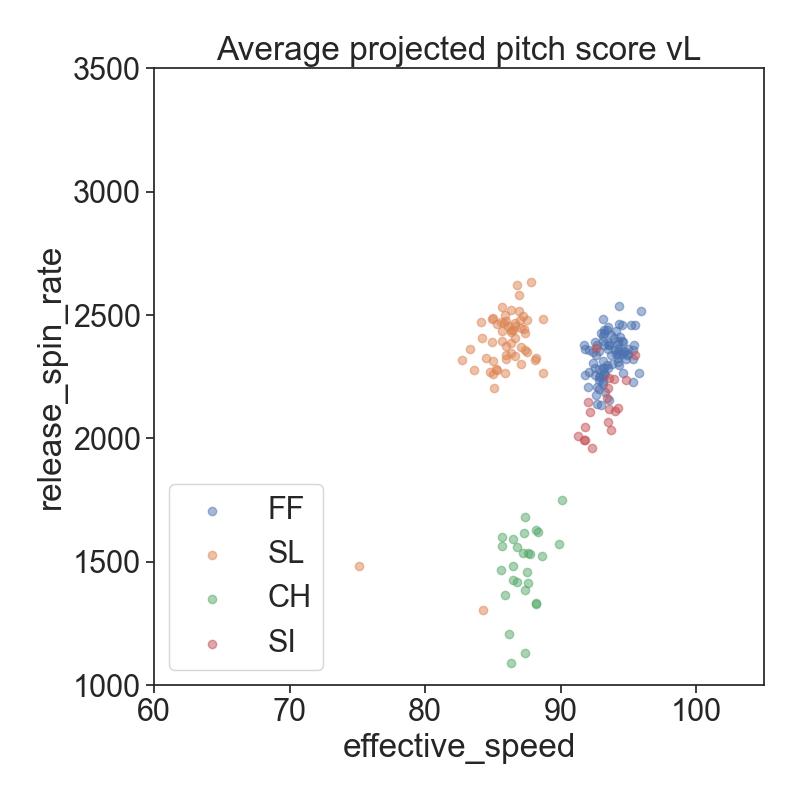 Average projected pitch score vL
3500
3000
2500
2000
1500
1000
release_spin_rate
FF
SL
CH
SI
60 70 80 90 100
effective_speed